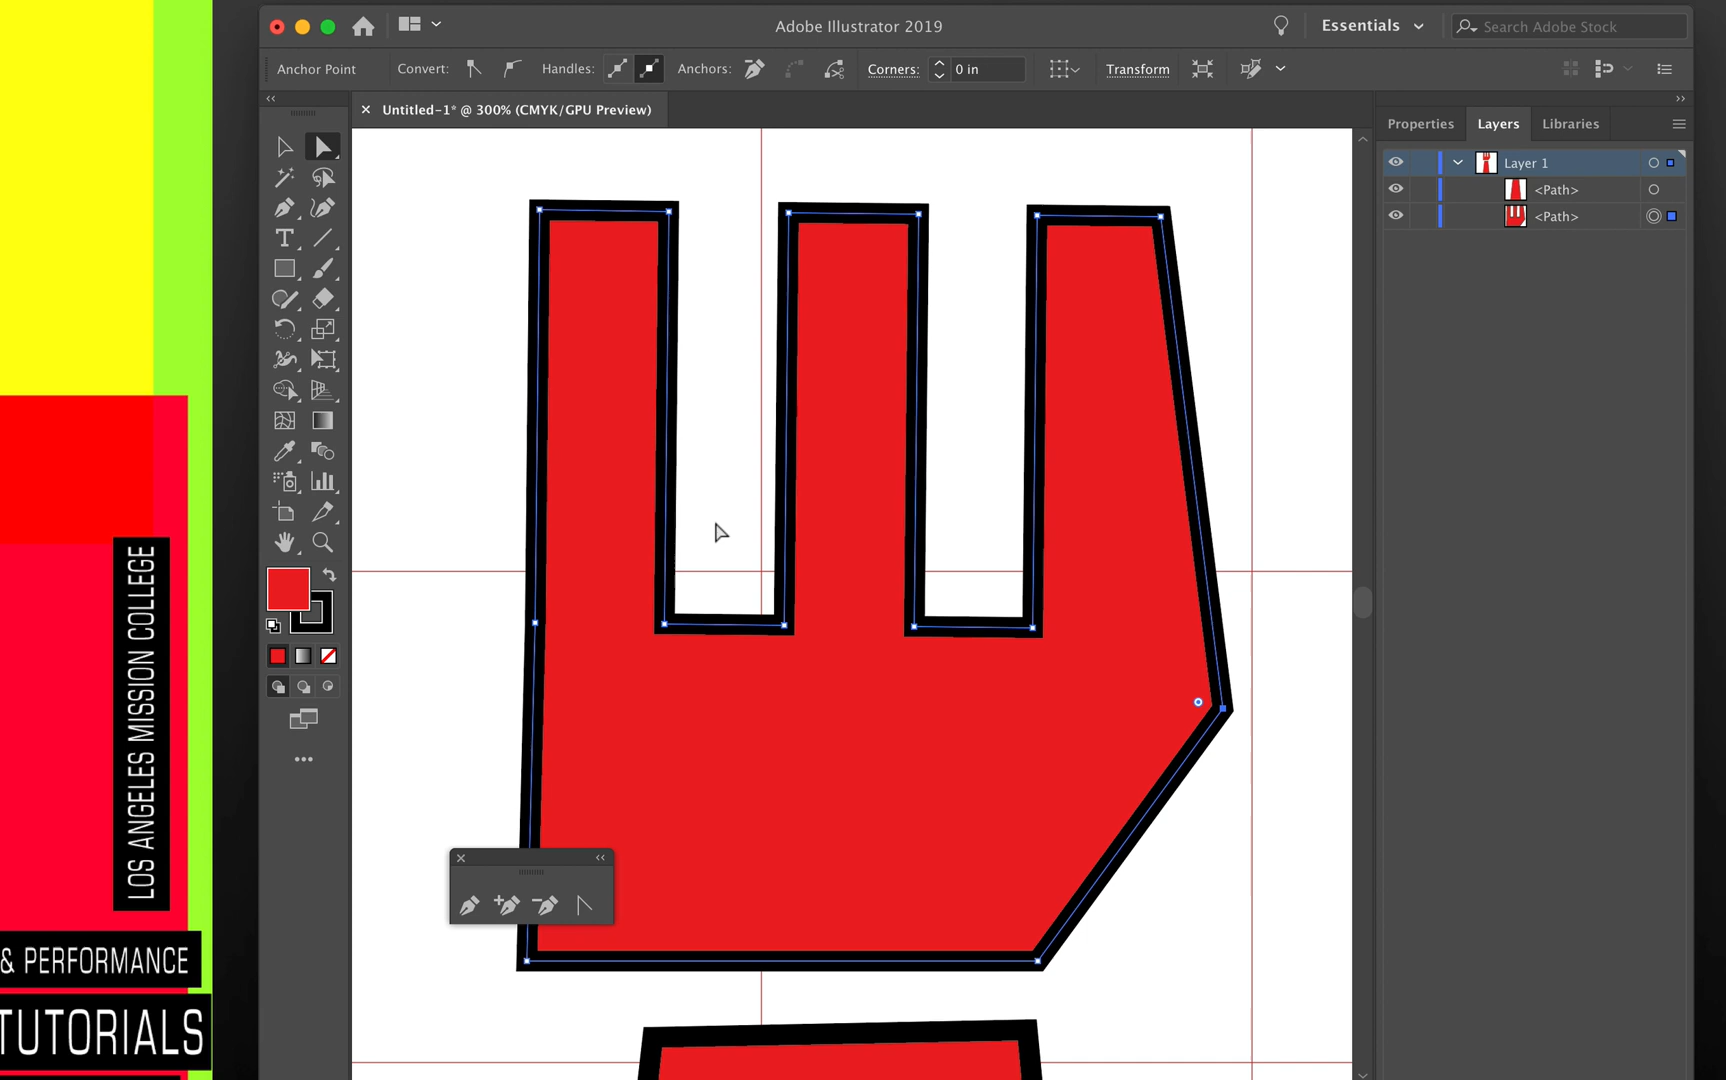 Adobe Illustrator 2019
Essentials
Search Adobe Stock
Anchor Point
Convert:
Handles:
Anchors:
Corners:
0 in
Transform
Untitled-1* @ 300% (CMYK/GPU Preview)
Properties
Layers
Libraries
Layer 1
<Path>
<Path>
LOS ANGELES MISSION COLLEGE
& PERFORMANCE
TUTORIALS